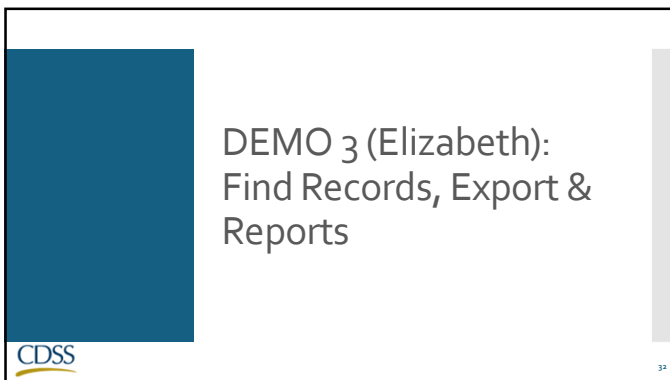 DEMO 3 (Elizabeth):
Find Records, Export &
Reports
CDSS
32